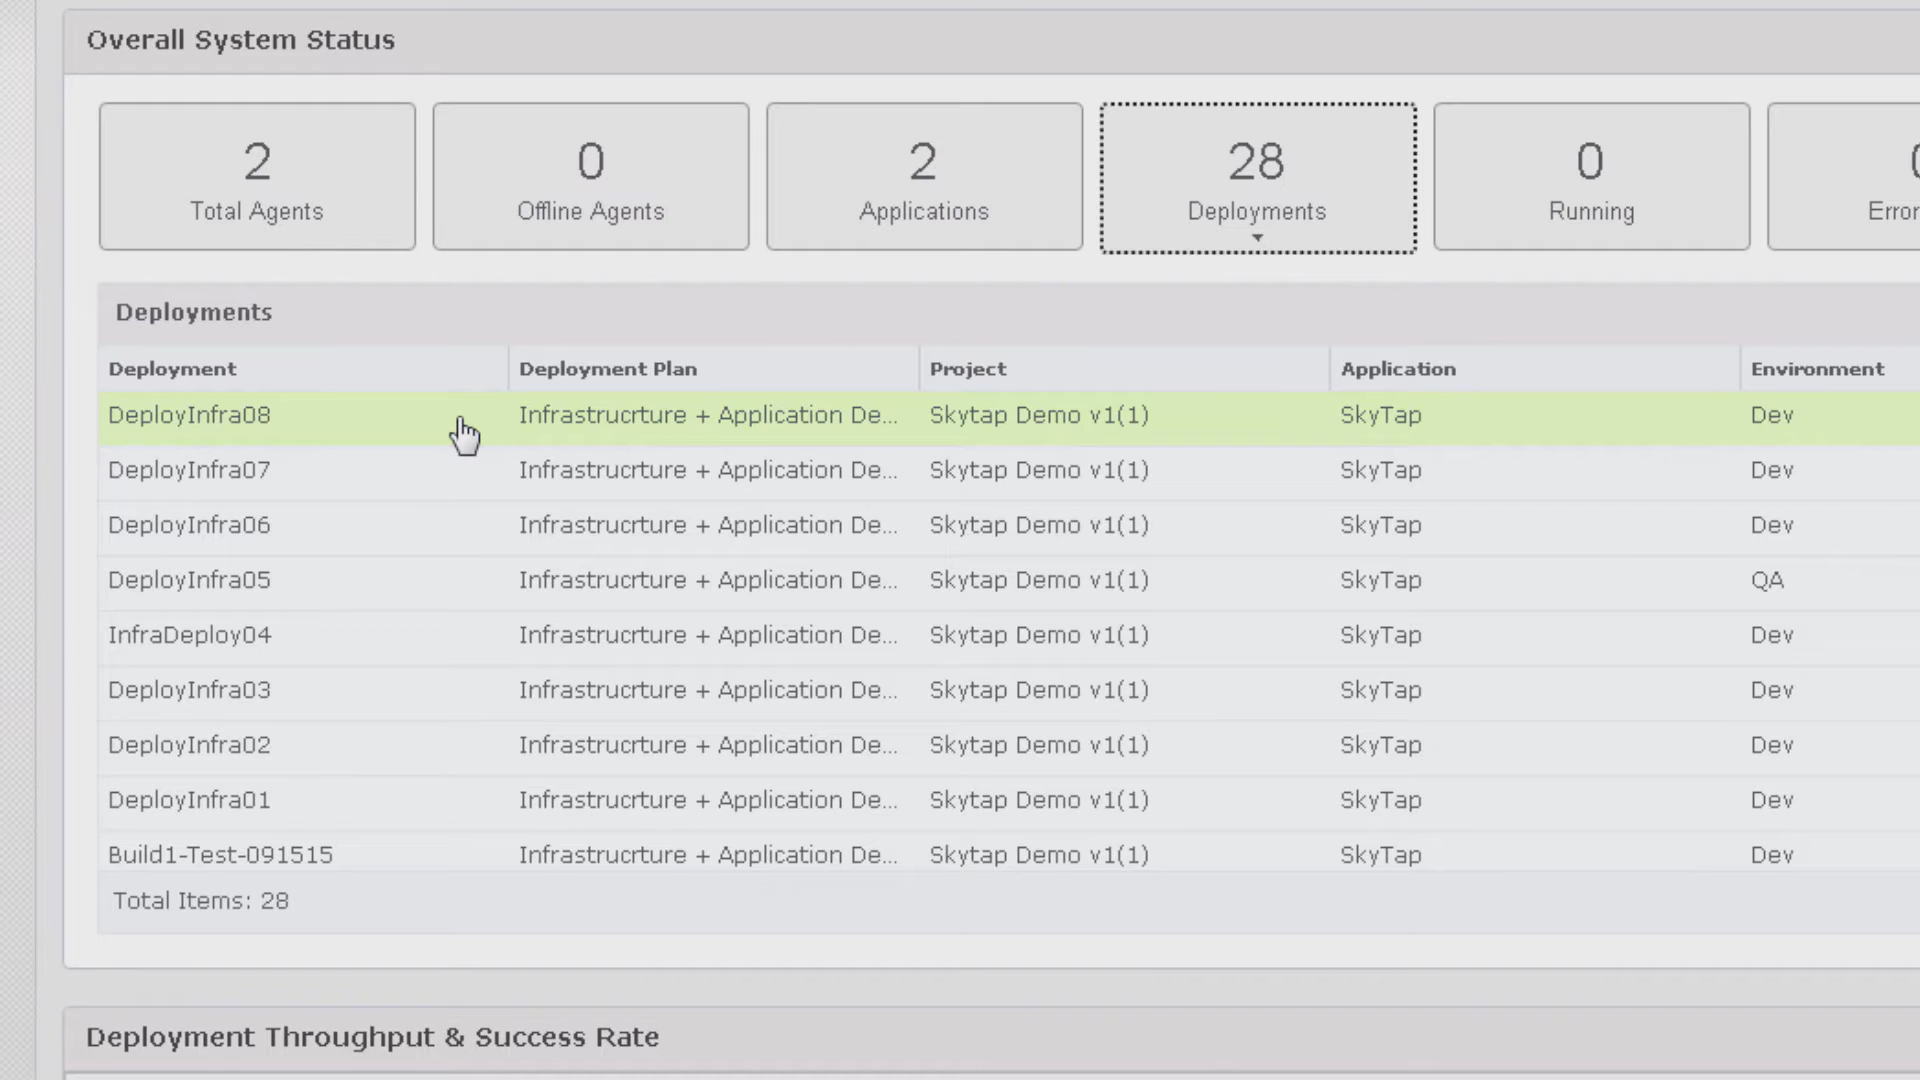 Overall System Status
2 0 2 28 0
Total Agents Offline Agents Applications Deployments Running
Deployments
Deployment Deployment Plan Project Application Environment
DeployInfra08 Infrastrucrture + Application De... Skytap Demo v1(1) SkyTap Dev
DeployInfra07 Infrastrucrture + Application De... Skytap Demo v1(1) SkyTap Dev
DeployInfra06 Infrastrucrture + Application De... Skytap Demo v1(1) SkyTap Dev
DeployInfra05 Infrastrucrture + Application De... Skytap Demo v1(1) SkyTap QA
InfraDeploy04 Infrastrucrture + Application De... Skytap Demo v1(1) SkyTap Dev
DeployInfra03 Infrastrucrture + Application De... Skytap Demo v1(1) SkyTap Dev
DeployInfra02 Infrastrucrture + Application De... Skytap Demo v1(1) SkyTap Dev
DeployInfra01 Infrastrucrture + Application De... Skytap Demo v1(1) SkyTap Dev
Build1-Test-091515 Infrastrucrture + Application De... Skytap Demo v1(1) SkyTap Dev
Total Items: 28
Deployment Throughput & Success Rate